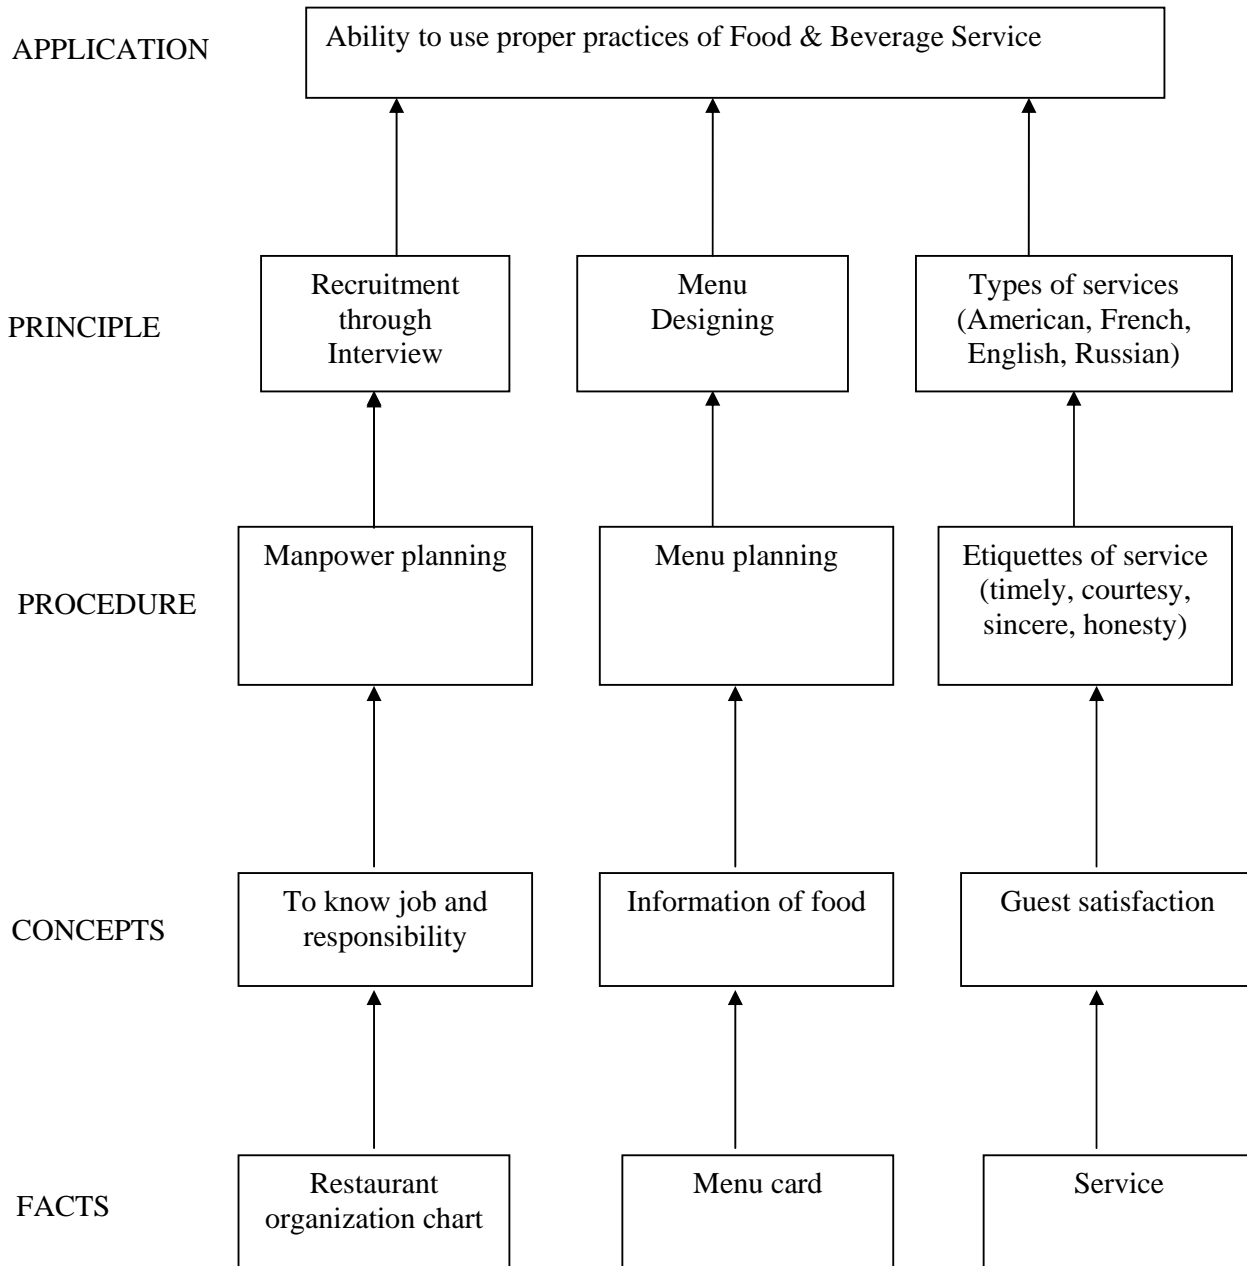 APPLICATION
Ability to use proper practices of Food & Beverage Service
PRINCIPLE
Recruitment
through
Interview
Menu
Designing
Types of services
(American, French,
English, Russian)
PROCEDURE
Manpower planning
Menu planning
Etiquettes of service
(timely, courtesy,
sincere, honesty)
CONCEPTS
To know job and
responsibility
Information of food
Guest satisfaction
FACTS
Restaurant
organization chart
Menu card
Service